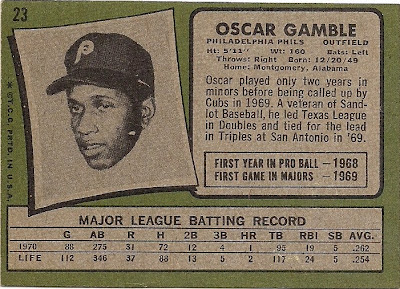 23
OSCAR GAMBLE
PHILADELPHIA PHILS OUTFIELD
Ht: 5'11" Wt: 160 Bats: Left
Throws: Right Born: 12/20/49
Home: Montgomery, Alabama
Oscar played only two years in
minors before being called up by
Cubs in 1969. A veteran of Sand-
lot Baseball, he led Texas League
in Doubles and tied for the lead
in Triples at San Antonio in '69.
FIRST YEAR IN PRO BALL — 1968
FIRST GAME IN MAJORS — 1969
P
* © T.C.G. PRTD. IN U.S.A.
MAJOR LEAGUE BATTING RECORD
G AB R H 2B 3B HR TB RBI SB AVG.
1970 88 275 31 72 12 4 1 95 19 5 .262
LIFE 112 346 37 88 13 6 2 117 24 5 .254